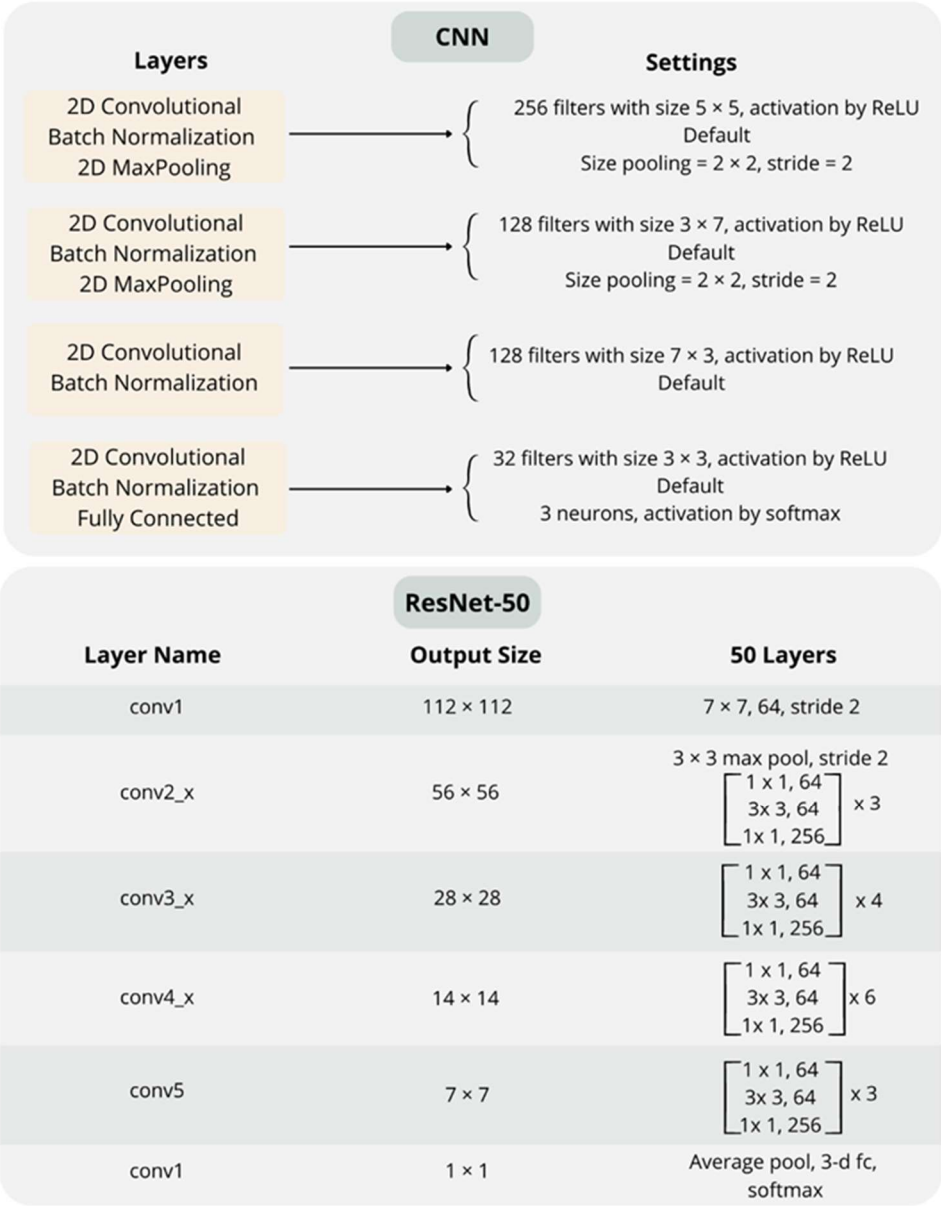 CNN
Layers
Settings
2D Convolutional
Batch Normalization
2D MaxPooling
256 filters with size 5 × 5, activation by ReLU
Default
Size pooling = 2 × 2, stride = 2
2D Convolutional
Batch Normalization
2D MaxPooling
128 filters with size 3 × 7, activation by ReLU
Default
Size pooling = 2 × 2, stride = 2
2D Convolutional
Batch Normalization
128 filters with size 7 × 3, activation by ReLU
Default
2D Convolutional
Batch Normalization
Fully Connected
32 filters with size 3 × 3, activation by ReLU
Default
3 neurons, activation by softmax
ResNet-50
Layer Name Output Size 50 Layers
conv1 112 × 112 7 × 7, 64, stride 2
3 × 3 max pool, stride 2
conv2_x 56 × 56
1 x 1, 64
3x 3, 64
1x 1, 256
x 3
conv3_x 28 × 28
1 x 1, 64
3x 3, 64
1x 1, 256
x 4
conv4_x 14 × 14
1 x 1, 64
3x 3, 64
1x 1, 256
x 6
conv5 7 × 7
1 x 1, 64
3x 3, 64
1x 1, 256
x 3
conv1 1 × 1
Average pool, 3-d fc,
softmax